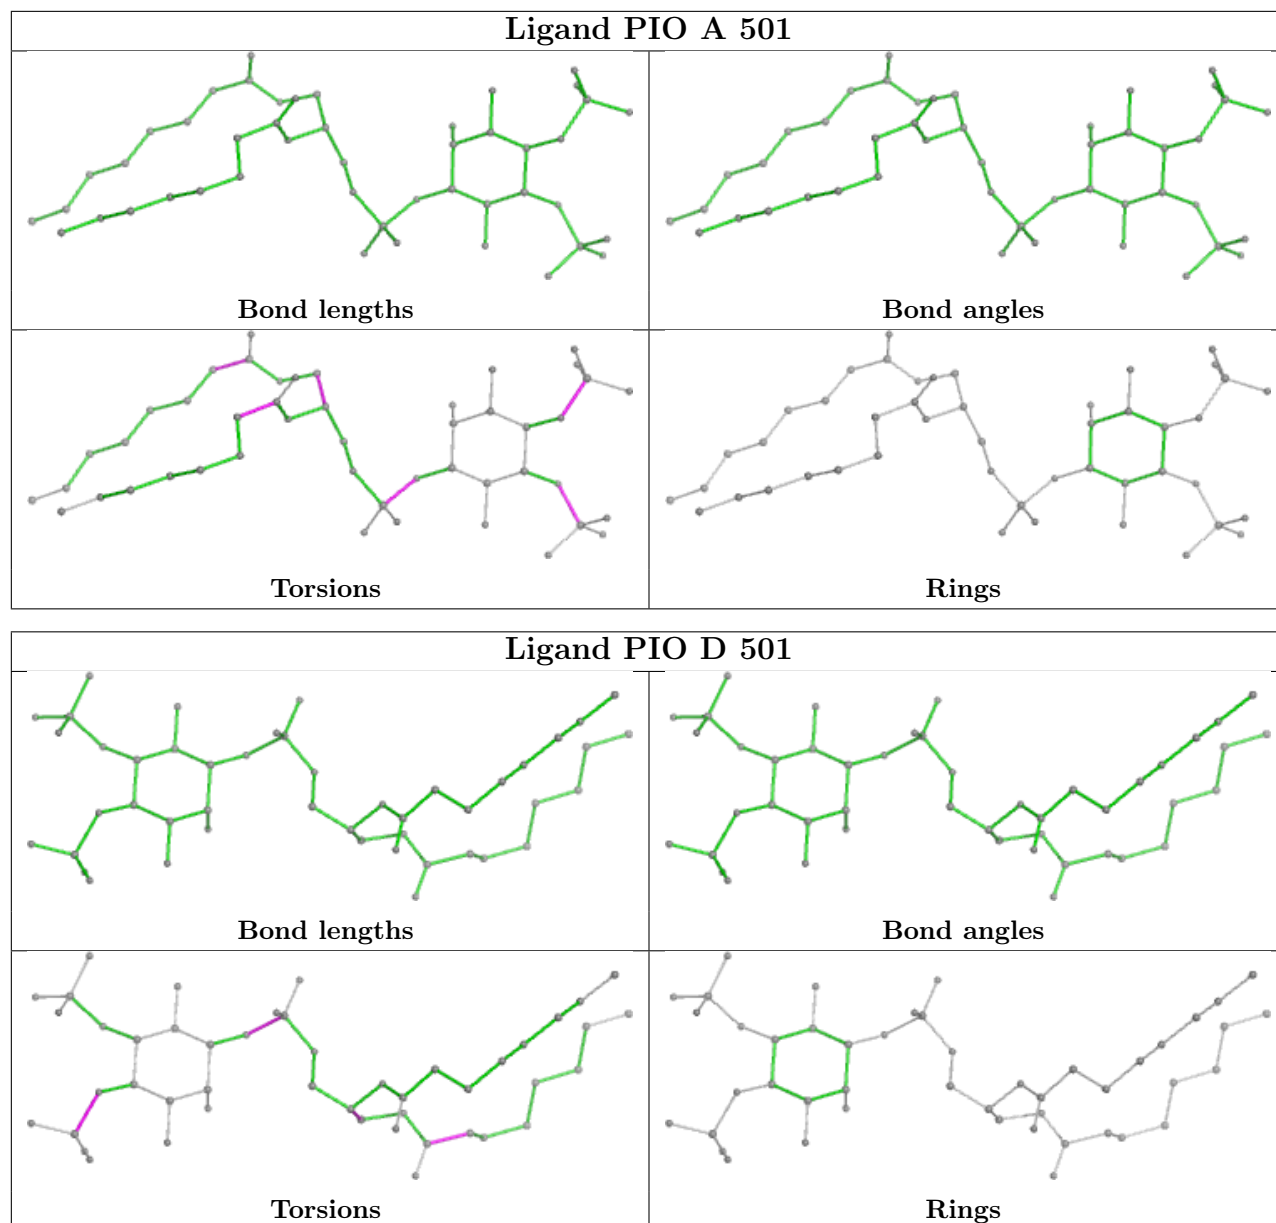 Ligand PIO A 501
Bond lengths
Bond angles
Torsions
Rings
Ligand PIO D 501
Bond lengths
Bond angles
Torsions
Rings